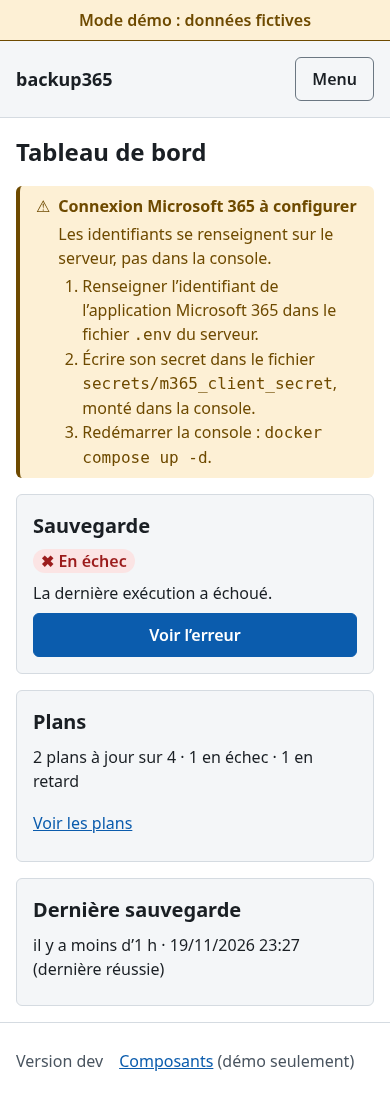 Mode démo : données fictives
backup365
Menu
Tableau de bord
⚠ Connexion Microsoft 365 à configurer
Les identifiants se renseignent sur le
serveur, pas dans la console.
1. Renseigner l’identifiant de
l’application Microsoft 365 dans le
fichier .env du serveur.
2. Écrire son secret dans le fichier
secrets/m365_client_secret,
monté dans la console.
3. Redémarrer la console : docker
compose up -d.
Sauvegarde
✖ En échec
La dernière exécution a échoué.
Voir l’erreur
Plans
2 plans à jour sur 4 · 1 en échec · 1 en
retard
Voir les plans
Dernière sauvegarde
il y a moins d’1 h · 19/11/2026 23:27
(dernière réussie)
Version dev Composants (démo seulement)